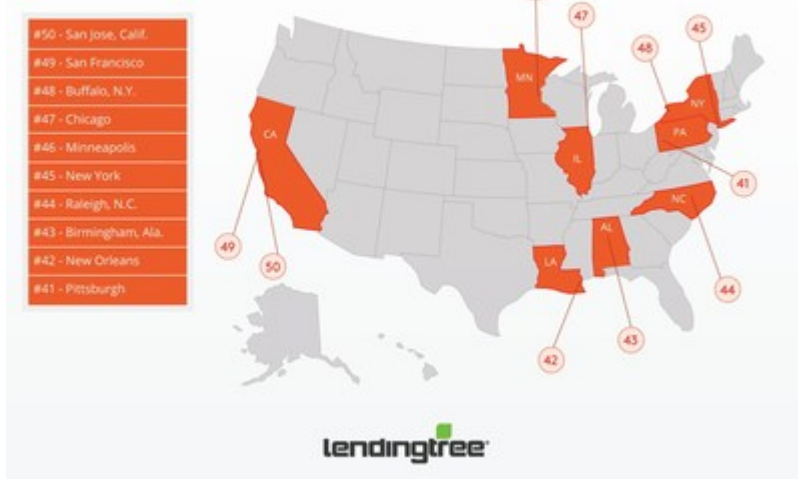 #50 - San Jose, Calif.
#49 - San Francisco
#48 - Buffalo, N.Y.
#47 - Chicago
#46 - Minneapolis
#45 - New York
#44 - Raleigh, N.C.
#43 - Birmingham, Ala.
#42 - New Orleans
#41 - Pittsburgh
47
45
48
MN
NY
CA
PA
IL
41
NC
AL
49
LA
50
44
43
42
lendingtree